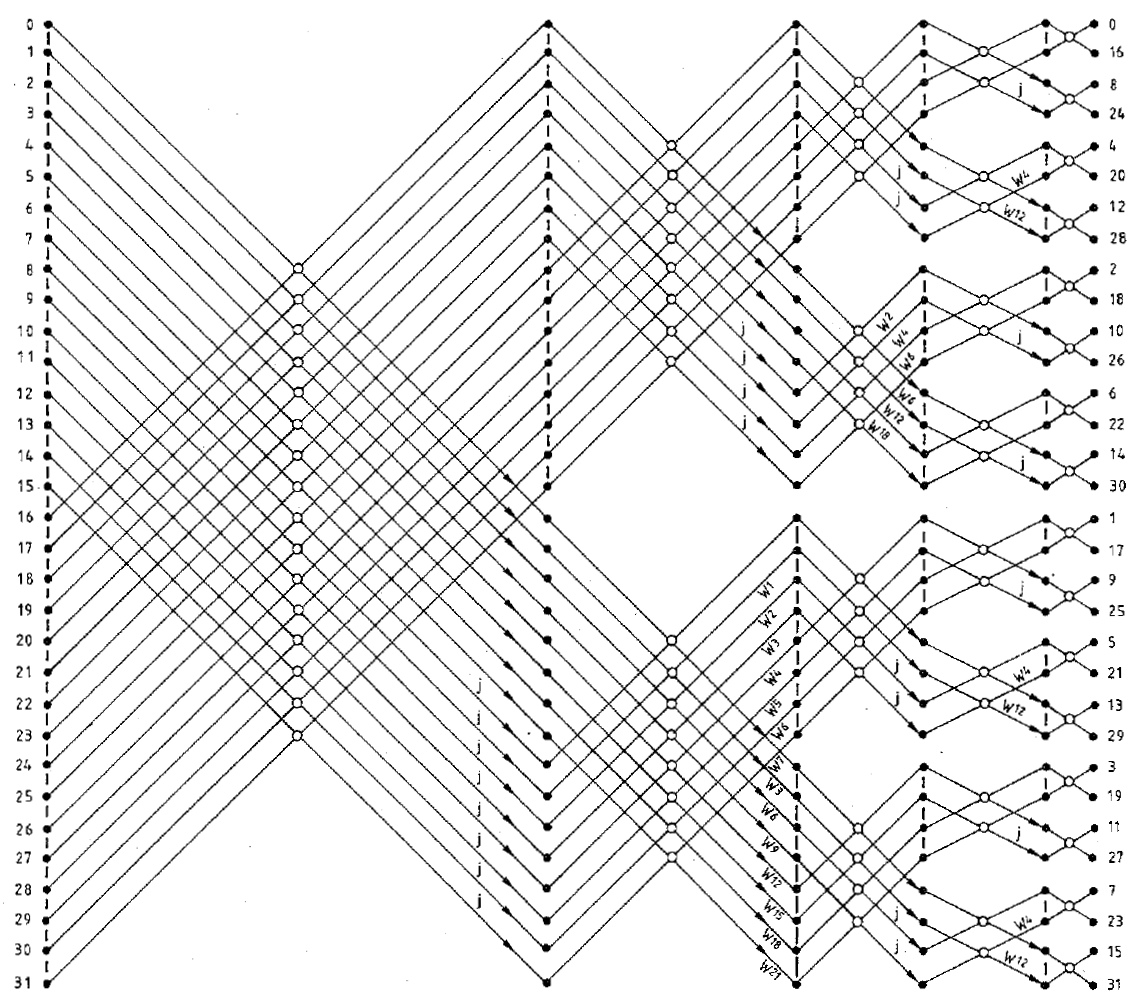 0 0
1 16
2 8
j
3 24
4 4
5 j W4 20
6 j W12 12
7 28
8 2
9 18
W2
10 j W4 j 10
11 j W6 26
12 j W6 6
13 j W12 22
W18
14 j 14
15 30
16 1
17 17
18 W1 j 9
19 W2 25
20 W3 5
21 j W4 j W4 21
22 j W5 j W12 13
23 j W6 29
24 j W7 3
25 j W3 19
26 j W6 11
27 j W9 j 27
28 j W12 7
29 W15 j W4 23
30 W18 j W12 15
31 W21 31